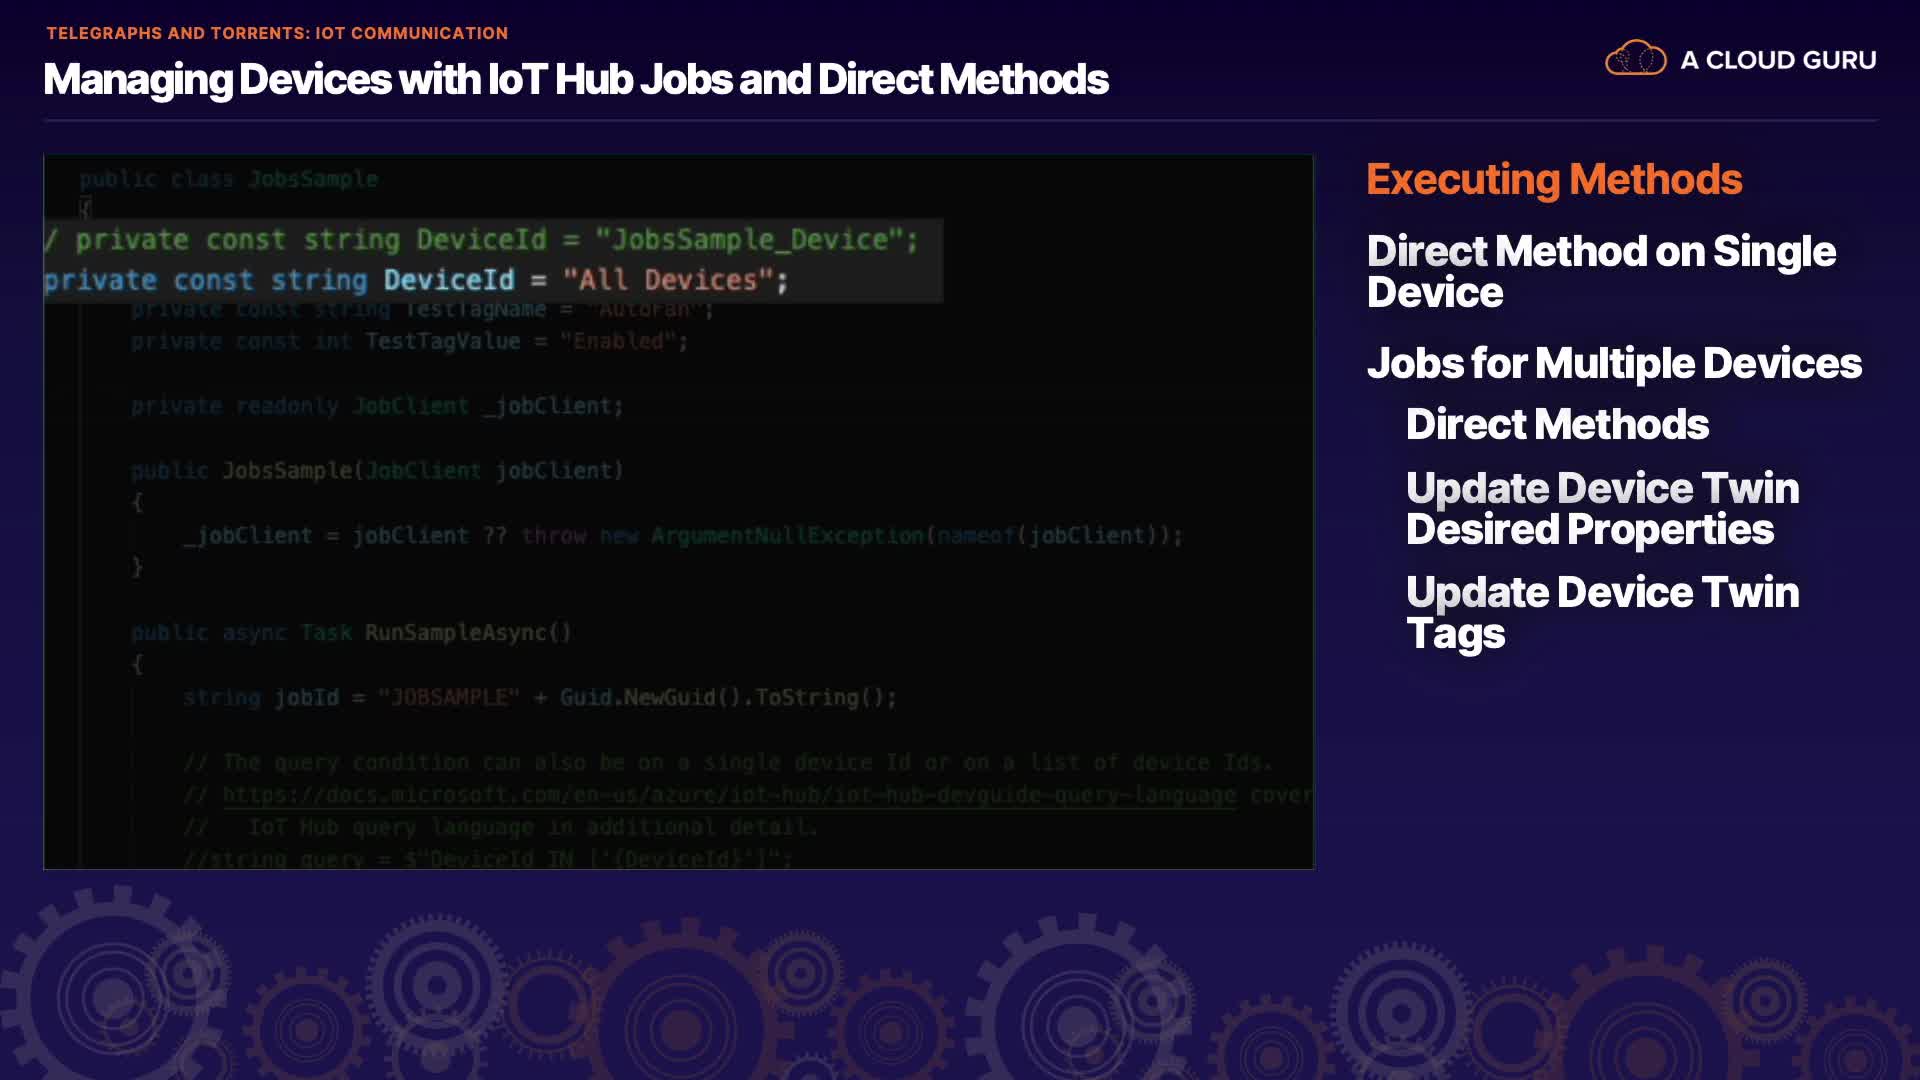 TELEGRAPHS AND TORRENTS: IOT COMMUNICATION
Managing Devices with IoT Hub Jobs and Direct Methods
A CLOUD GURU
public class JobsSample
{
/ private const string DeviceId = "JobsSample_Device";
private const string DeviceId = "All Devices";
private const string TestTagName = "AutoFan";
private const int TestTagValue = "Enabled";
private readonly JobClient _jobClient;
public JobsSample(JobClient jobClient)
{
_jobClient = jobClient ?? throw new ArgumentNullException(nameof(jobClient));
}
public async Task RunSampleAsync()
{
string jobId = "JOBSAMPLE" + Guid.NewGuid().ToString();
// The query condition can also be on a single device Id or on a list of device Ids.
// https://docs.microsoft.com/en-us/azure/iot-hub/iot-hub-devguide-query-language cover
//   IoT Hub query language in additional detail.
//string query = $"DeviceId IN ['{DeviceId}']";
Executing Methods
Direct Method on Single
Device
Jobs for Multiple Devices
Direct Methods
Update Device Twin
Desired Properties
Update Device Twin
Tags